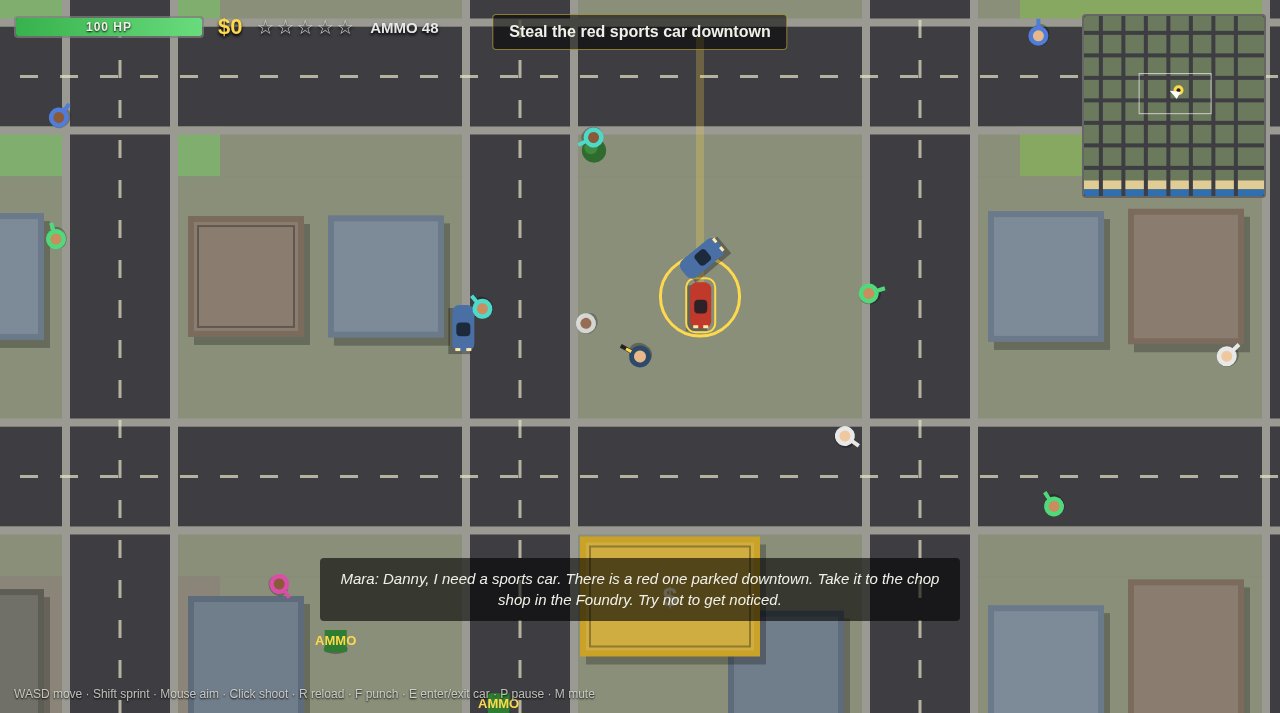 100 HP
$0
☆☆☆☆☆
AMMO 48
Steal the red sports car downtown
Mara: Danny, I need a sports car. There is a red one parked downtown. Take it to the chop
shop in the Foundry. Try not to get noticed.
$
AMMO
WASD move · Shift sprint · Mouse aim · Click shoot · R reload · F punch · E enter/exit car · P pause · M mute
AMMO